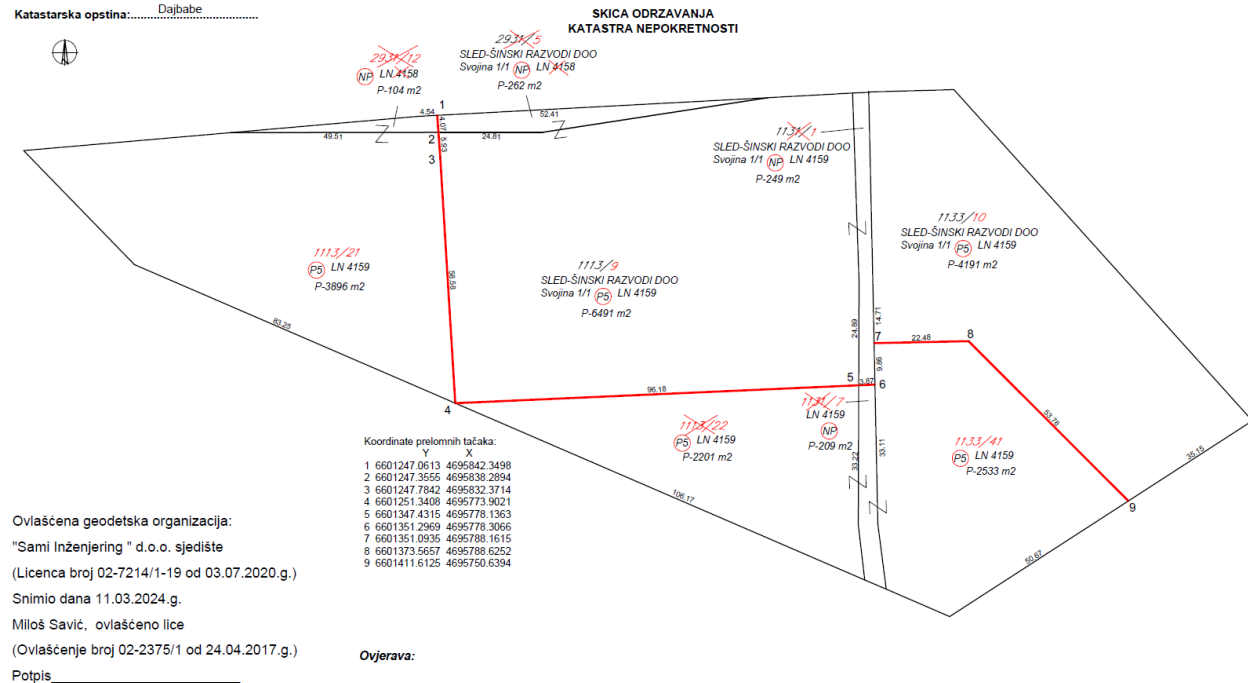 Katastarska opstina: Dajbabe
SKICA ODRZAVANJA
KATASTRA NEPOKRETNOSTI
2931/12
NP LN 4158
P-104 m2
2931/5
SLED-ŠINSKI RAZVODI DOO
Svojina 1/1 NP LN 4158
P-262 m2
4.54
1
4.07
52.41
49.51
2
5.93
24.81
3
1131/1
SLED-ŠINSKI RAZVODI DOO
Svojina 1/1 NP LN 4159
P-249 m2
1133/10
SLED-ŠINSKI RAZVODI DOO
Svojina 1/1 P5 LN 4159
P-4191 m2
1113/21
P5 LN 4159
P-3896 m2
58.58
1113/9
SLED-ŠINSKI RAZVODI DOO
Svojina 1/1 P5 LN 4159
P-6491 m2
83.25
24.89
14.71
7
22.48
8
9.86
4
96.18
5
3.87
6
1131/7
LN 4159
NP
P-209 m2
1113/22
P5 LN 4159
P-2201 m2
33.22
33.11
53.76
1133/41
P5 LN 4159
P-2533 m2
35.15
9
106.17
50.67
Koordinate prelomnih tačaka:
Y X
1 6601247.0613 4695842.3498
2 6601247.3555 4695838.2894
3 6601247.7842 4695832.3714
4 6601251.3408 4695773.9021
5 6601347.4315 4695778.1363
6 6601351.2969 4695778.3066
7 6601351.0935 4695788.1615
8 6601373.5657 4695788.6252
9 6601411.6125 4695750.6394
Ovlašćena geodetska organizacija:
"Sami Inženjering " d.o.o. sjedište
(Licenca broj 02-7214/1-19 od 03.07.2020.g.)
Snimio dana 11.03.2024.g.
Miloš Savić, ovlašćeno lice
(Ovlašćenje broj 02-2375/1 od 24.04.2017.g.)
Potpis
Ovjerava: